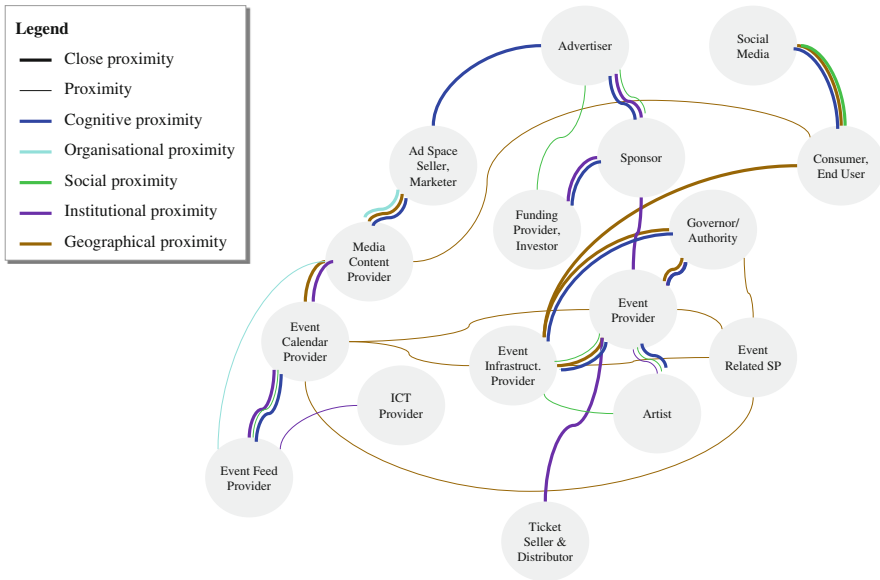 Legend
Close proximity
Proximity
Cognitive proximity
Organisational proximity
Social proximity
Institutional proximity
Geographical proximity
Advertiser
Social
Media
Ad Space
Seller,
Marketer
Sponsor
Consumer,
End User
Funding
Provider,
Investor
Governor/
Authority
Media
Content
Provider
Event
Provider
Event
Calendar
Provider
Event
Infrastruct.
Provider
Event
Related SP
ICT
Provider
Artist
Event Feed
Provider
Ticket
Seller &
Distributor